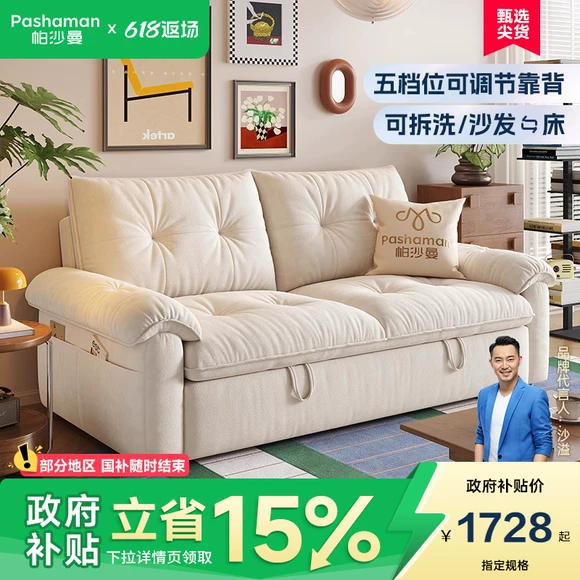 Pashaman
帕沙曼
x 618返场
甄选
尖货
五档位可调节靠背
可拆洗/沙发⇋床
artek
Pashaman
帕沙曼
品牌代言人:沙溢
部分地区 国补随时结束
政府
补贴
立省15%
下拉详情页领取
政府补贴价
¥1728起
指定规格